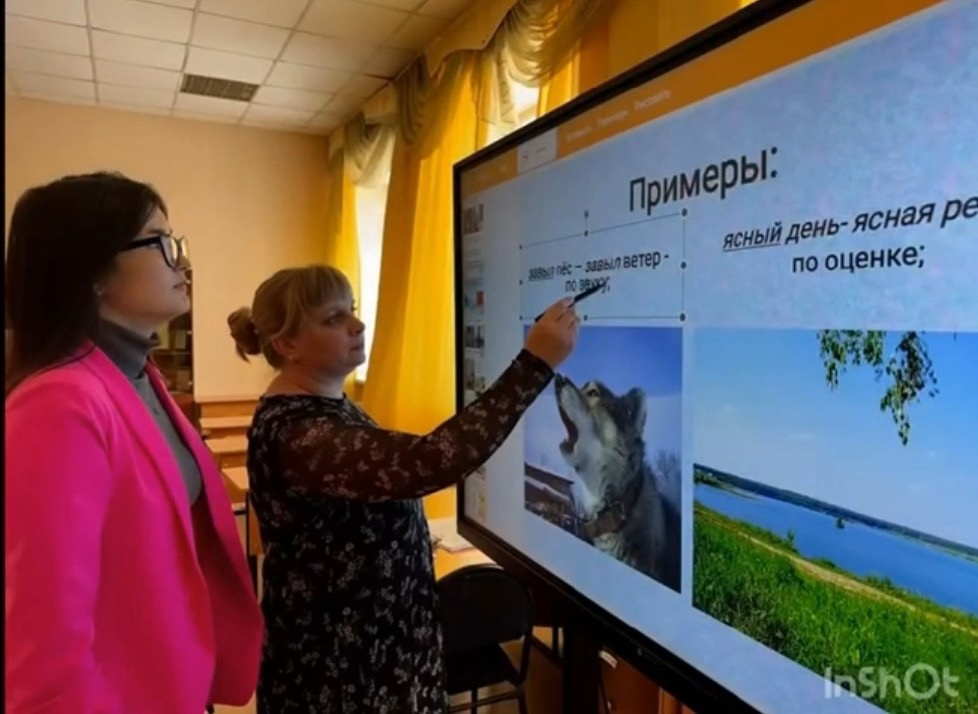 Примеры:
завыл пёс – завыл ветер -
по звуку;
ясный день- ясная ре
по оценке;
InShOt